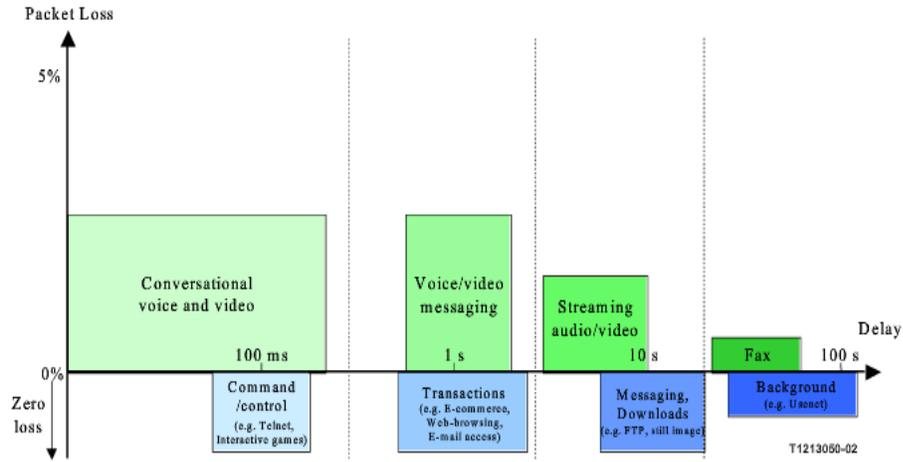 Packet Loss
5%
Conversational
voice and video
Voice/video
messaging
Streaming
audio/video
Delay
100 ms
1 s
10 s
Fax
100 s
0%
Zero
loss
Command
/control
(e.g. Telnet,
Interactive games)
Transactions
(e.g. E-commerce,
Web-browsing,
E-mail access)
Messaging,
Downloads
(e.g. FTP, still image)
Background
(e.g. Usenet)
T1213050-02